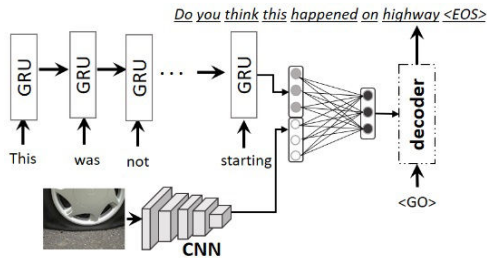 Do you think this happened on highway <EOS>
GRU GRU GRU ... GRU
This was not starting
decoder
<GO>
CNN